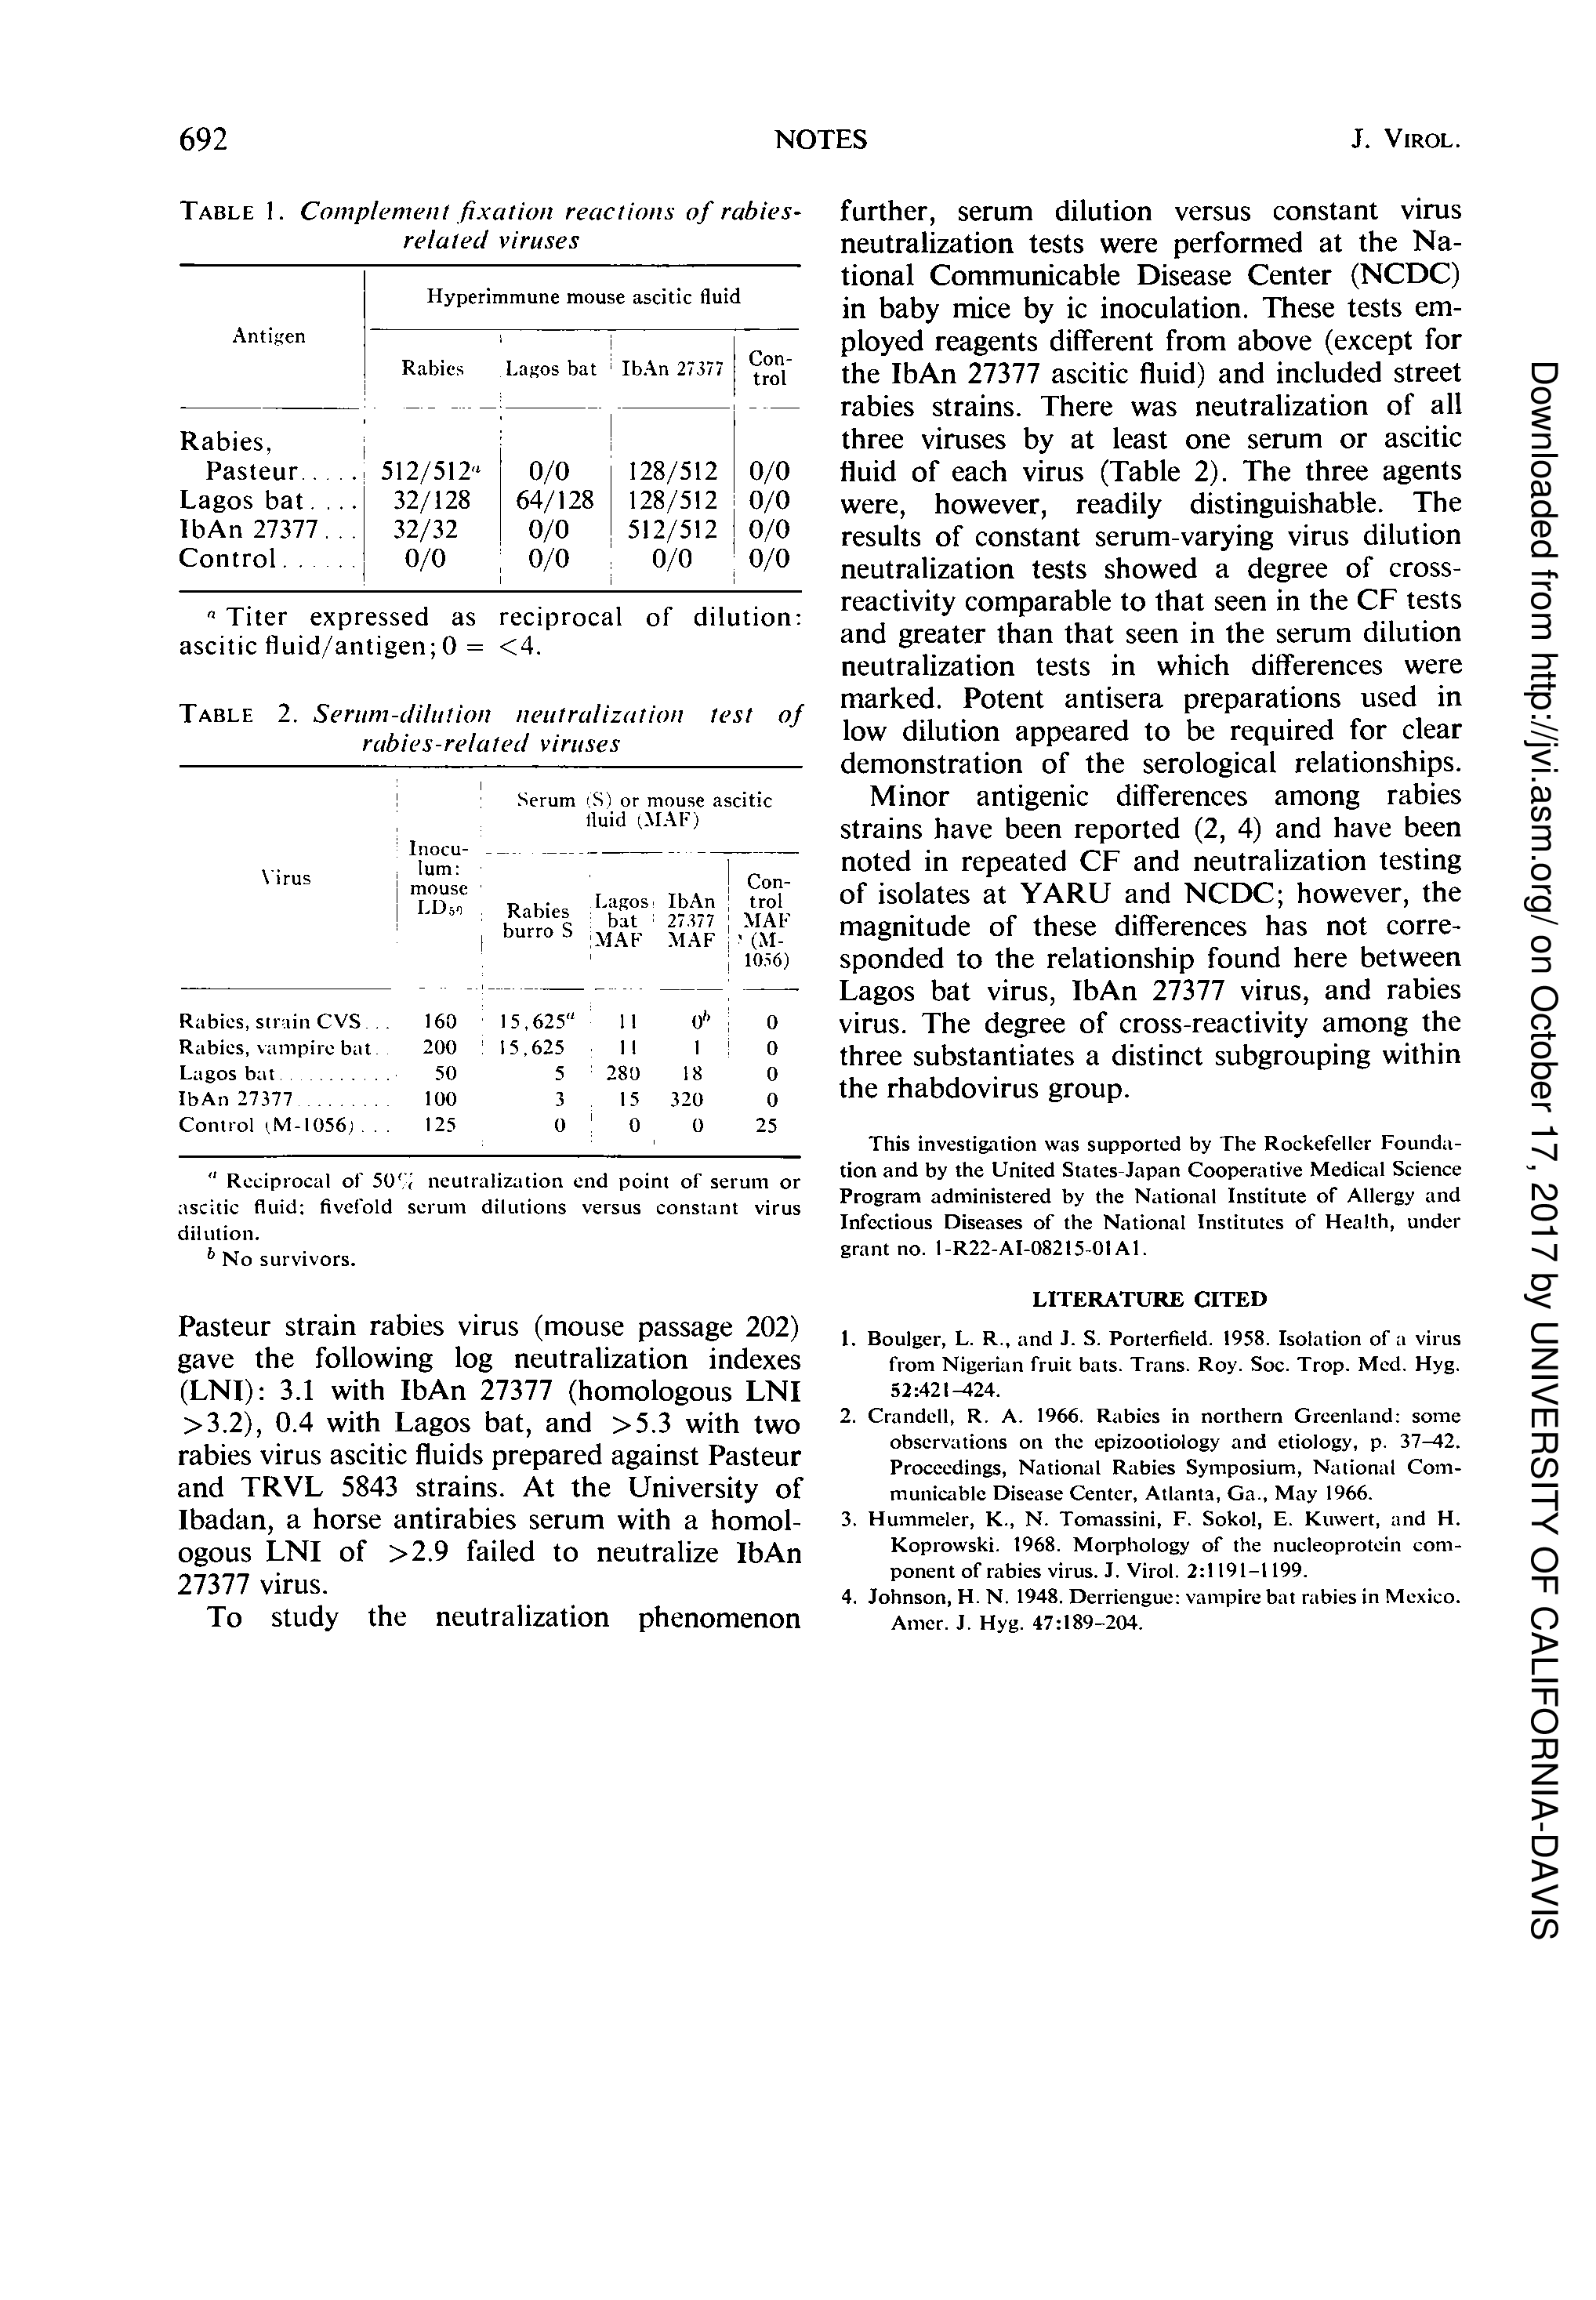 692
NOTES
J. VIROL.
TABLE 1. Complement fixation reactions of rabies-
related viruses
Antigen
Hyperimmune mouse ascitic fluid
Rabies Lagos bat IbAn 27377 Con-
trol
Rabies,
Pasteur..... 512/512a 0/0 128/512 0/0
Lagos bat.... 32/128 64/128 128/512 0/0
IbAn 27377... 32/32 0/0 512/512 0/0
Control...... 0/0 0/0 0/0 0/0
a Titer expressed as reciprocal of dilution:
ascitic fluid/antigen; 0 = <4.
TABLE 2. Serum-dilution neutralization test of
rabies-related viruses
Virus
Inocu-
lum:
mouse
LD50
Serum (S) or mouse ascitic
fluid (MAF)
Rabies
burro S
Lagos
bat
MAF
IbAn
27377
MAF
Con-
trol
MAF
(M-
1056)
Rabies, strain CVS... 160 15,625a 11 0b 0
Rabies, vampire bat.. 200 15,625 11 1 0
Lagos bat............ 50 5 280 18 0
IbAn 27377......... 100 3 15 320 0
Control (M-1056)... 125 0 0 0 25
a Reciprocal of 50% neutralization end point of serum or
ascitic fluid: fivefold serum dilutions versus constant virus
dilution.
b No survivors.
Pasteur strain rabies virus (mouse passage 202)
gave the following log neutralization indexes
(LNI): 3.1 with IbAn 27377 (homologous LNI
>3.2), 0.4 with Lagos bat, and >5.3 with two
rabies virus ascitic fluids prepared against Pasteur
and TRVL 5843 strains. At the University of
Ibadan, a horse antirabies serum with a homol-
ogous LNI of >2.9 failed to neutralize IbAn
27377 virus.
To study the neutralization phenomenon
further, serum dilution versus constant virus
neutralization tests were performed at the Na-
tional Communicable Disease Center (NCDC)
in baby mice by ic inoculation. These tests em-
ployed reagents different from above (except for
the IbAn 27377 ascitic fluid) and included street
rabies strains. There was neutralization of all
three viruses by at least one serum or ascitic
fluid of each virus (Table 2). The three agents
were, however, readily distinguishable. The
results of constant serum-varying virus dilution
neutralization tests showed a degree of cross-
reactivity comparable to that seen in the CF tests
and greater than that seen in the serum dilution
neutralization tests in which differences were
marked. Potent antisera preparations used in
low dilution appeared to be required for clear
demonstration of the serological relationships.
Minor antigenic differences among rabies
strains have been reported (2, 4) and have been
noted in repeated CF and neutralization testing
of isolates at YARU and NCDC; however, the
magnitude of these differences has not corre-
sponded to the relationship found here between
Lagos bat virus, IbAn 27377 virus, and rabies
virus. The degree of cross-reactivity among the
three substantiates a distinct subgrouping within
the rhabdovirus group.
This investigation was supported by The Rockefeller Founda-
tion and by the United States-Japan Cooperative Medical Science
Program administered by the National Institute of Allergy and
Infectious Diseases of the National Institutes of Health, under
grant no. 1-R22-AI-08215-01A1.
LITERATURE CITED
1. Boulger, L. R., and J. S. Porterfield. 1958. Isolation of a virus
from Nigerian fruit bats. Trans. Roy. Soc. Trop. Med. Hyg.
52:421-424.
2. Crandell, R. A. 1966. Rabies in northern Greenland: some
observations on the epizootiology and etiology, p. 37-42.
Proceedings, National Rabies Symposium, National Com-
municable Disease Center, Atlanta, Ga., May 1966.
3. Hummeler, K., N. Tomassini, F. Sokol, E. Kuwert, and H.
Koprowski. 1968. Morphology of the nucleoprotein com-
ponent of rabies virus. J. Virol. 2:1191-1199.
4. Johnson, H. N. 1948. Derriengue: vampire bat rabies in Mexico.
Amer. J. Hyg. 47:189-204.
Downloaded from http://jvi.asm.org/ on October 17, 2017 by UNIVERSITY OF CALIFORNIA-DAVIS